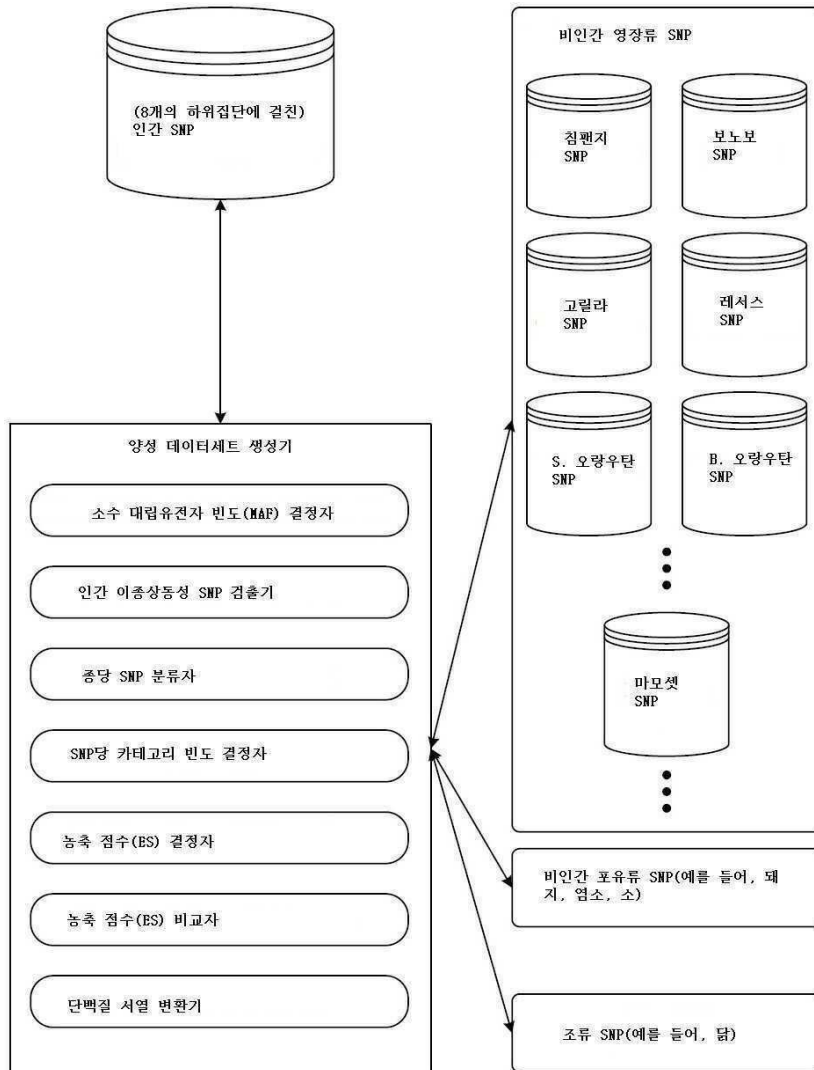 (8개의 하위집단에 걸친)
인간 SNP
양성 데이터세트 생성기
소수 대립유전자 빈도(MAF) 결정자
인간 이종상동성 SNP 검출기
종당 SNP 분류자
SNP당 카테고리 빈도 결정자
농축 점수(ES) 결정자
농축 점수(ES) 비교자
단백질 서열 변환기
비인간 영장류 SNP
침팬지
SNP
보노보
SNP
고릴라
SNP
레서스
SNP
S. 오랑우탄
SNP
B. 오랑우탄
SNP
마모셋
SNP
비인간 포유류 SNP(예를 들어, 돼
지, 염소, 소)
조류 SNP(예를 들어, 닭)